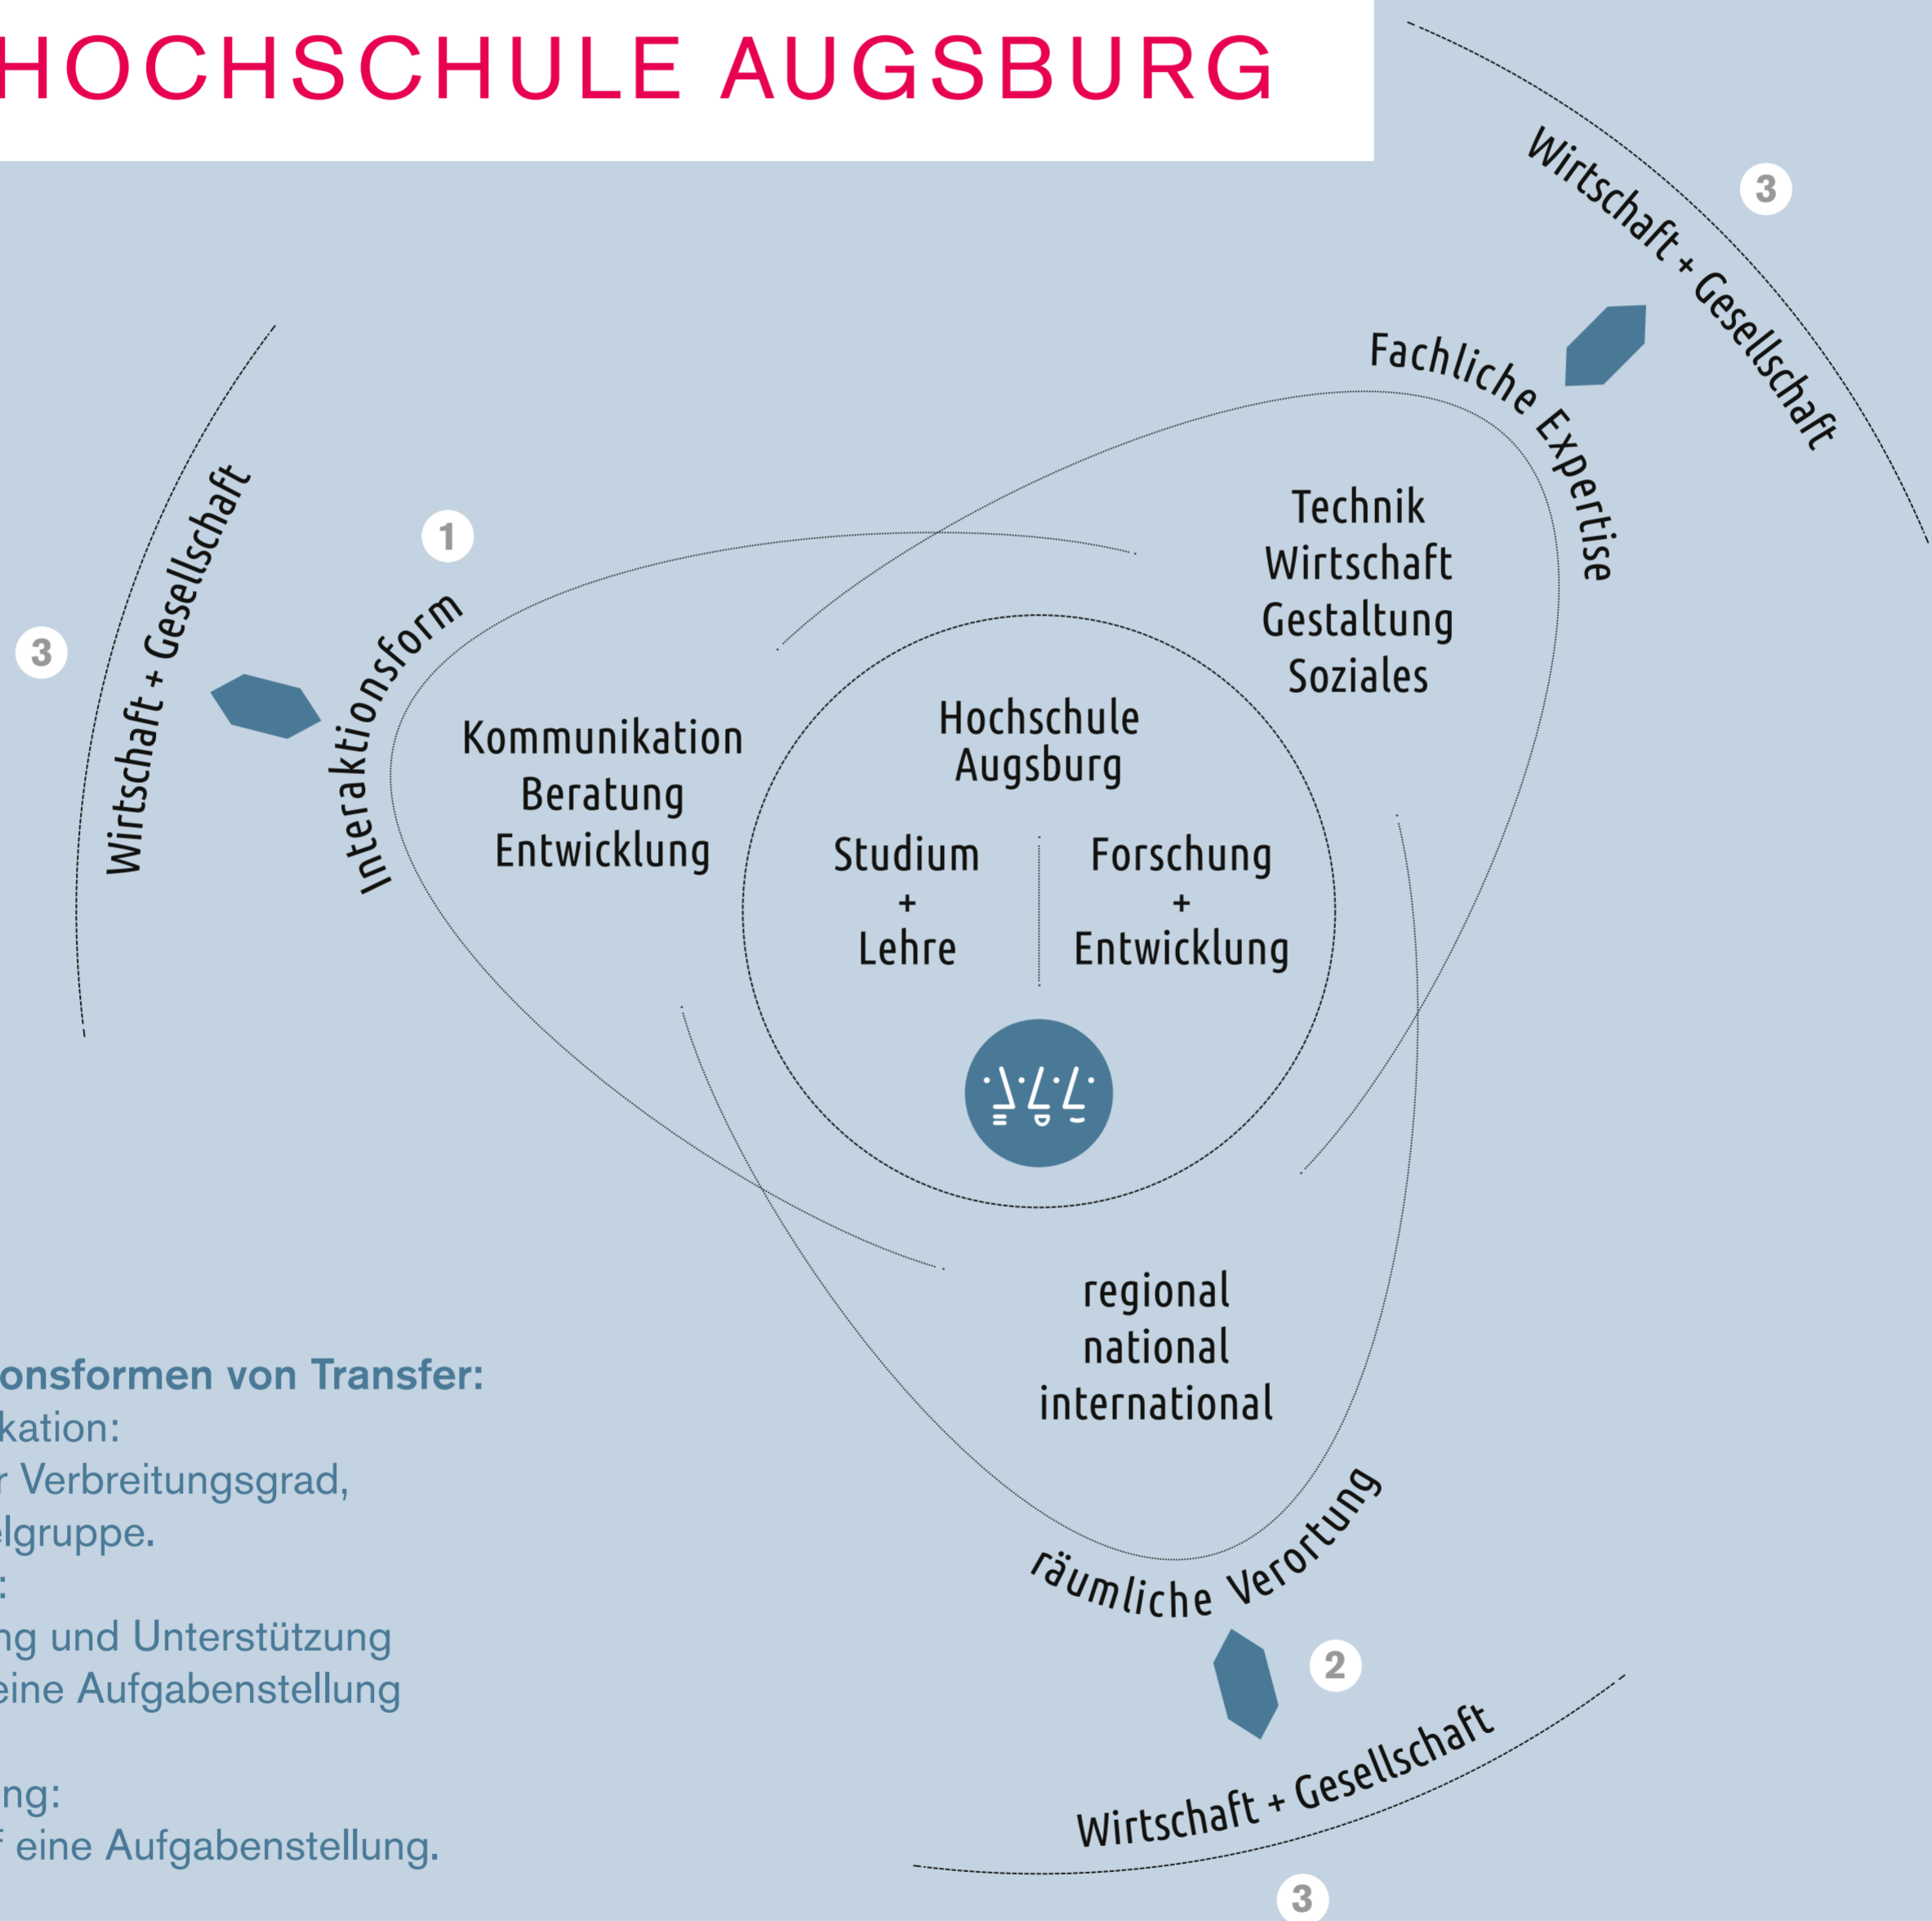 HOCHSCHULE AUGSBURG
Wirtschaft + Gesellschaft
3
Fachliche Expertise
Technik
Wirtschaft
Gestaltung
Soziales
Wirtschaft + Gesellschaft
3
1
Interaktionsform
Kommunikation
Beratung
Entwicklung
Hochschule
Augsburg
Studium
+
Lehre
Forschung
+
Entwicklung
regional
national
international
räumliche Verortung
2
Wirtschaft + Gesellschaft
3
onsformen von Transfer:
kation:
r Verbreitungsgrad,
elgruppe.
:
ng und Unterstützung
eine Aufgabenstellung
ng:
f eine Aufgabenstellung.